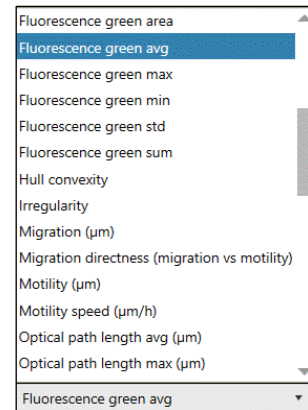 Fluorescence green area
Fluorescence green avg
Fluorescence green max
Fluorescence green min
Fluorescence green std
Fluorescence green sum
Hull convexity
Irregularity
Migration (μm)
Migration directness (migration vs motility)
Motility (μm)
Motility speed (μm/h)
Optical path length avg (μm)
Optical path length max (μm)
Fluorescence green avg